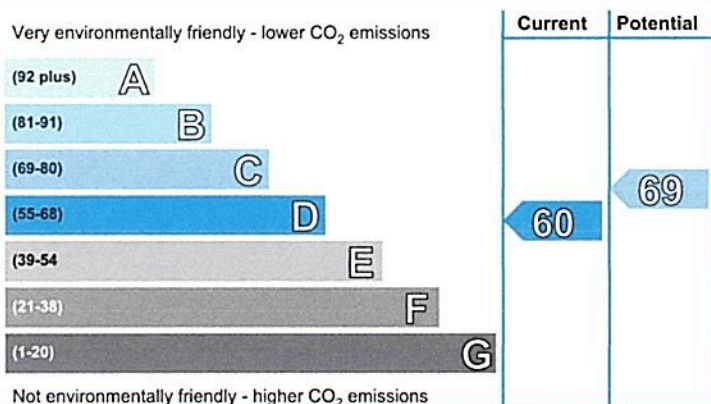 Very environmentally friendly - lower CO₂ emissions
Current
Potential
(92 plus) A
(81-91) B
(69-80) C
(55-68) D
(39-54 E
(21-38) F
(1-20) G
60
69
Not environmentally friendly - higher CO₂ emissions